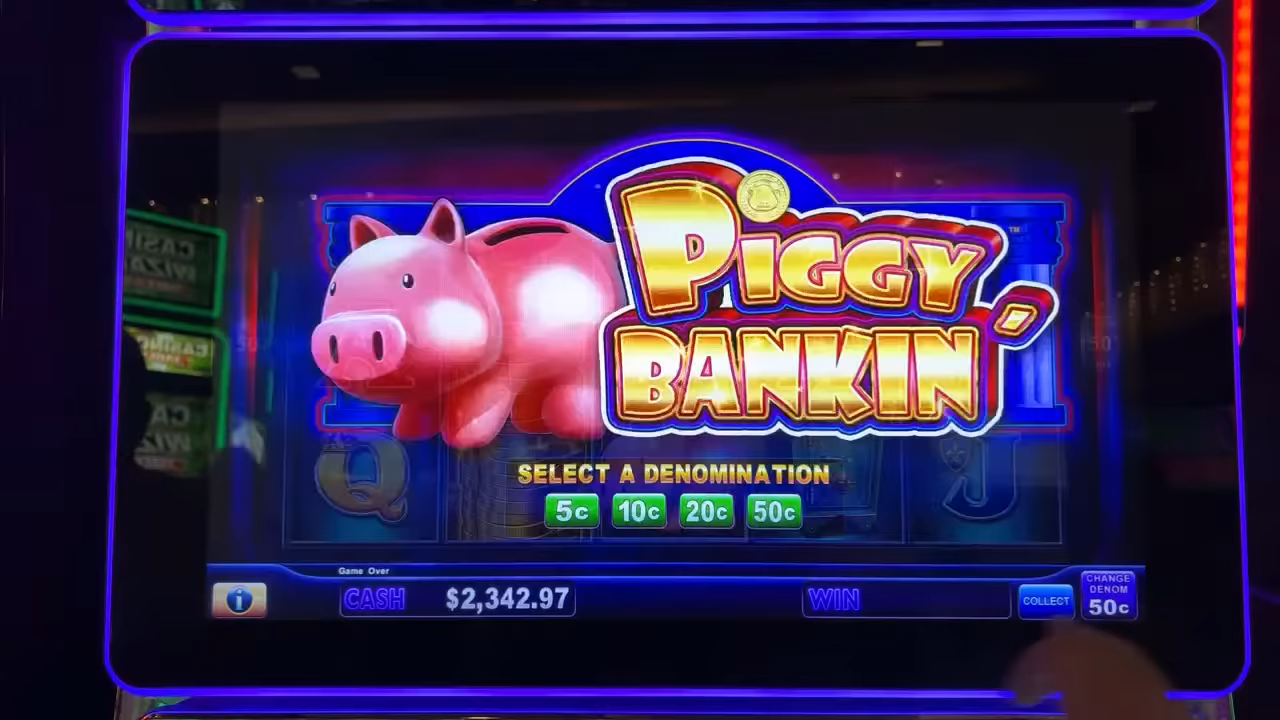 PIGGY
BANKIN'
TM
SELECT A DENOMINATION
5c 10c 20c 50c
Q
J
Game Over
CASH $2,342.97
WIN
COLLECT
CHANGE
DENOM
50c